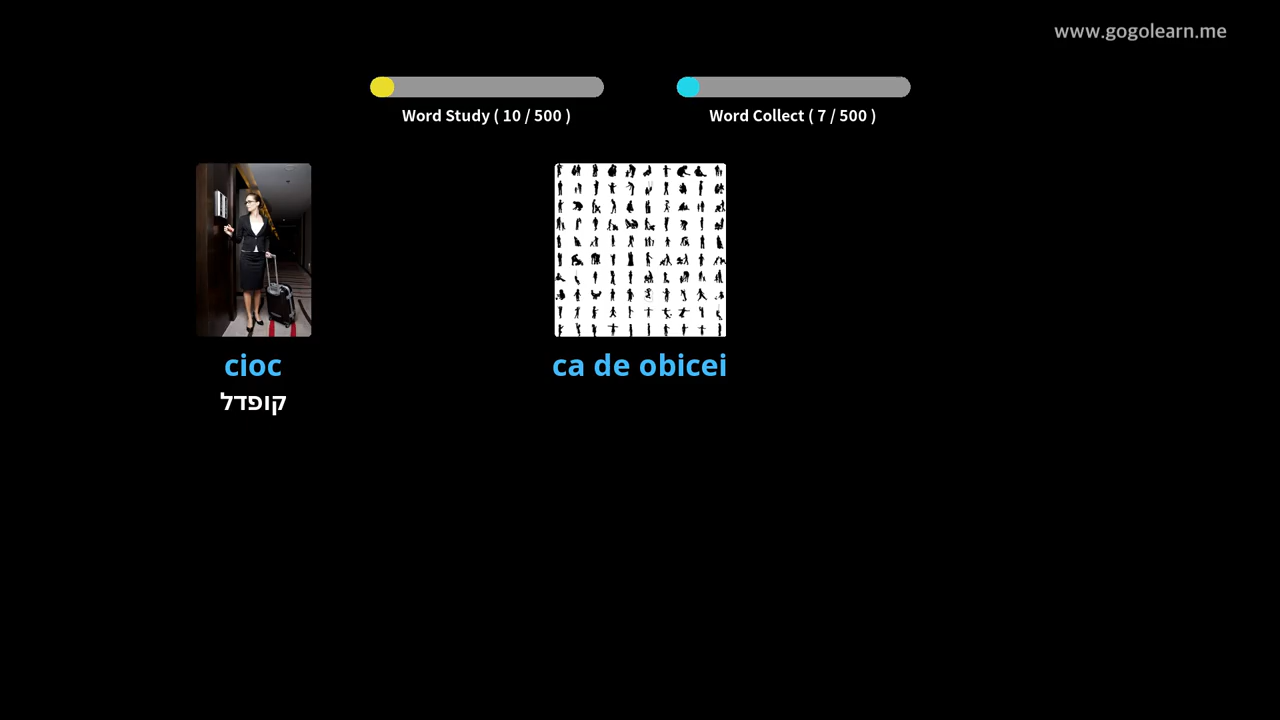 www.gogolearn.me
Word Study ( 10 / 500 )
Word Collect ( 7 / 500 )
cioc
קופדל
ca de obicei